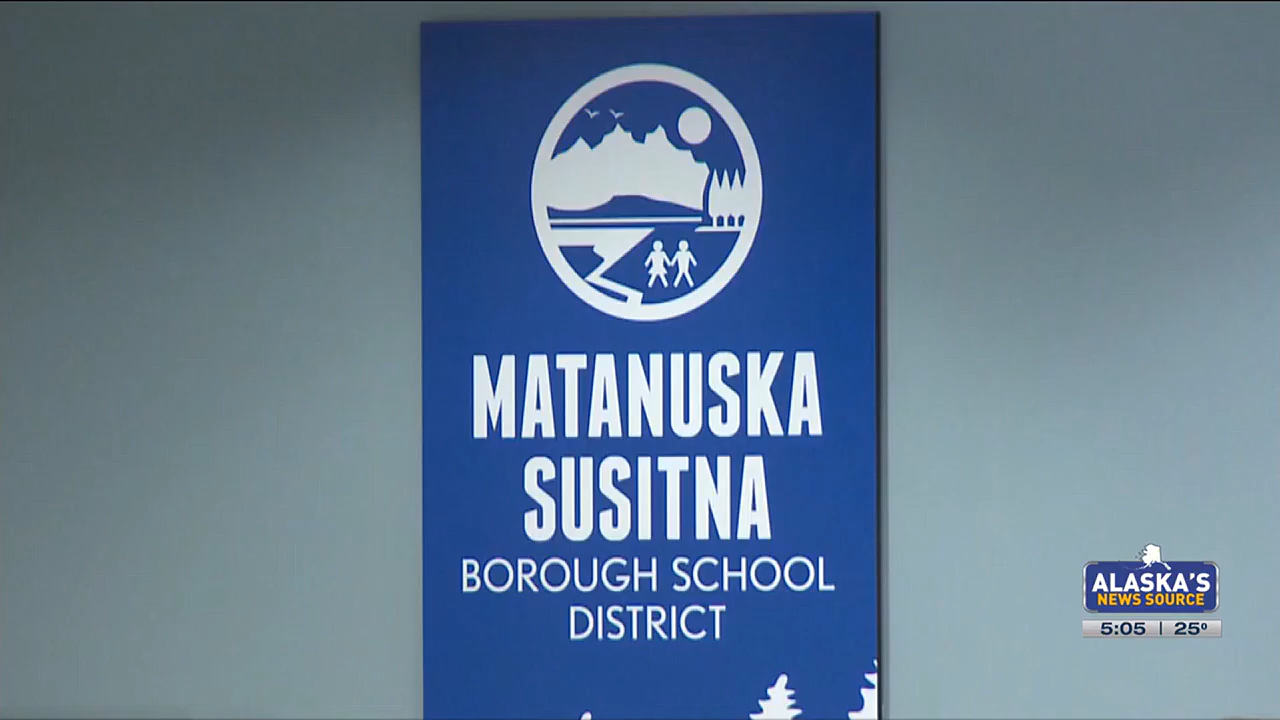 MATANUSKA
SUSITNA
BOROUGH SCHOOL
DISTRICT
ALASKA'S
NEWS SOURCE
5:05 | 25°